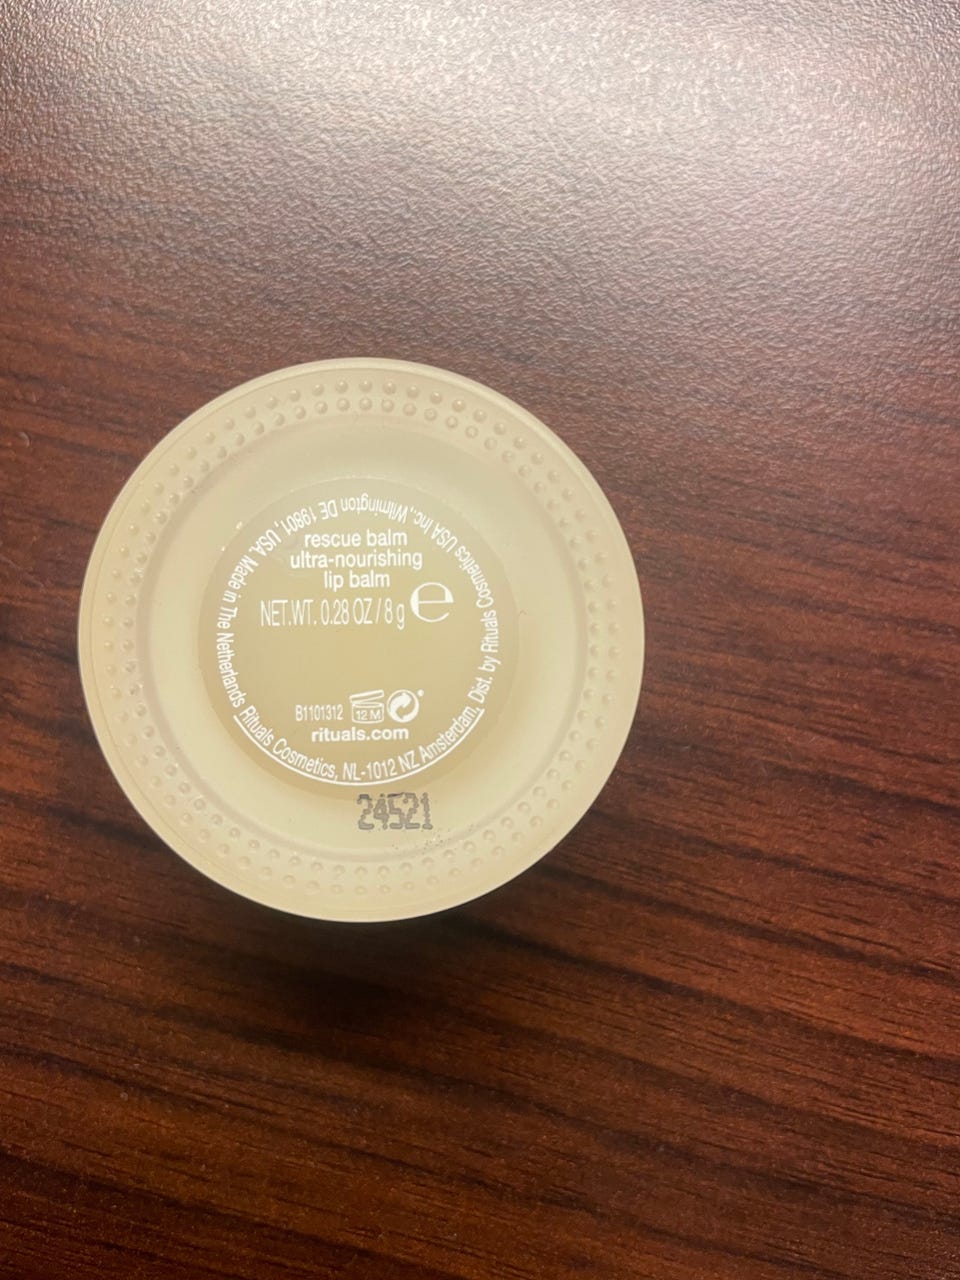 rescue balm
ultra-nourishing
lip balm
NET.WT. 0.28 OZ / 8 g e
B1101312 12 M
rituals.com
Rituals Cosmetics, NL-1012 NZ Amsterdam, Dist. by Rituals Cosmetics USA Inc., Wilmington DE 19801, USA. Made in The Netherlands
24521